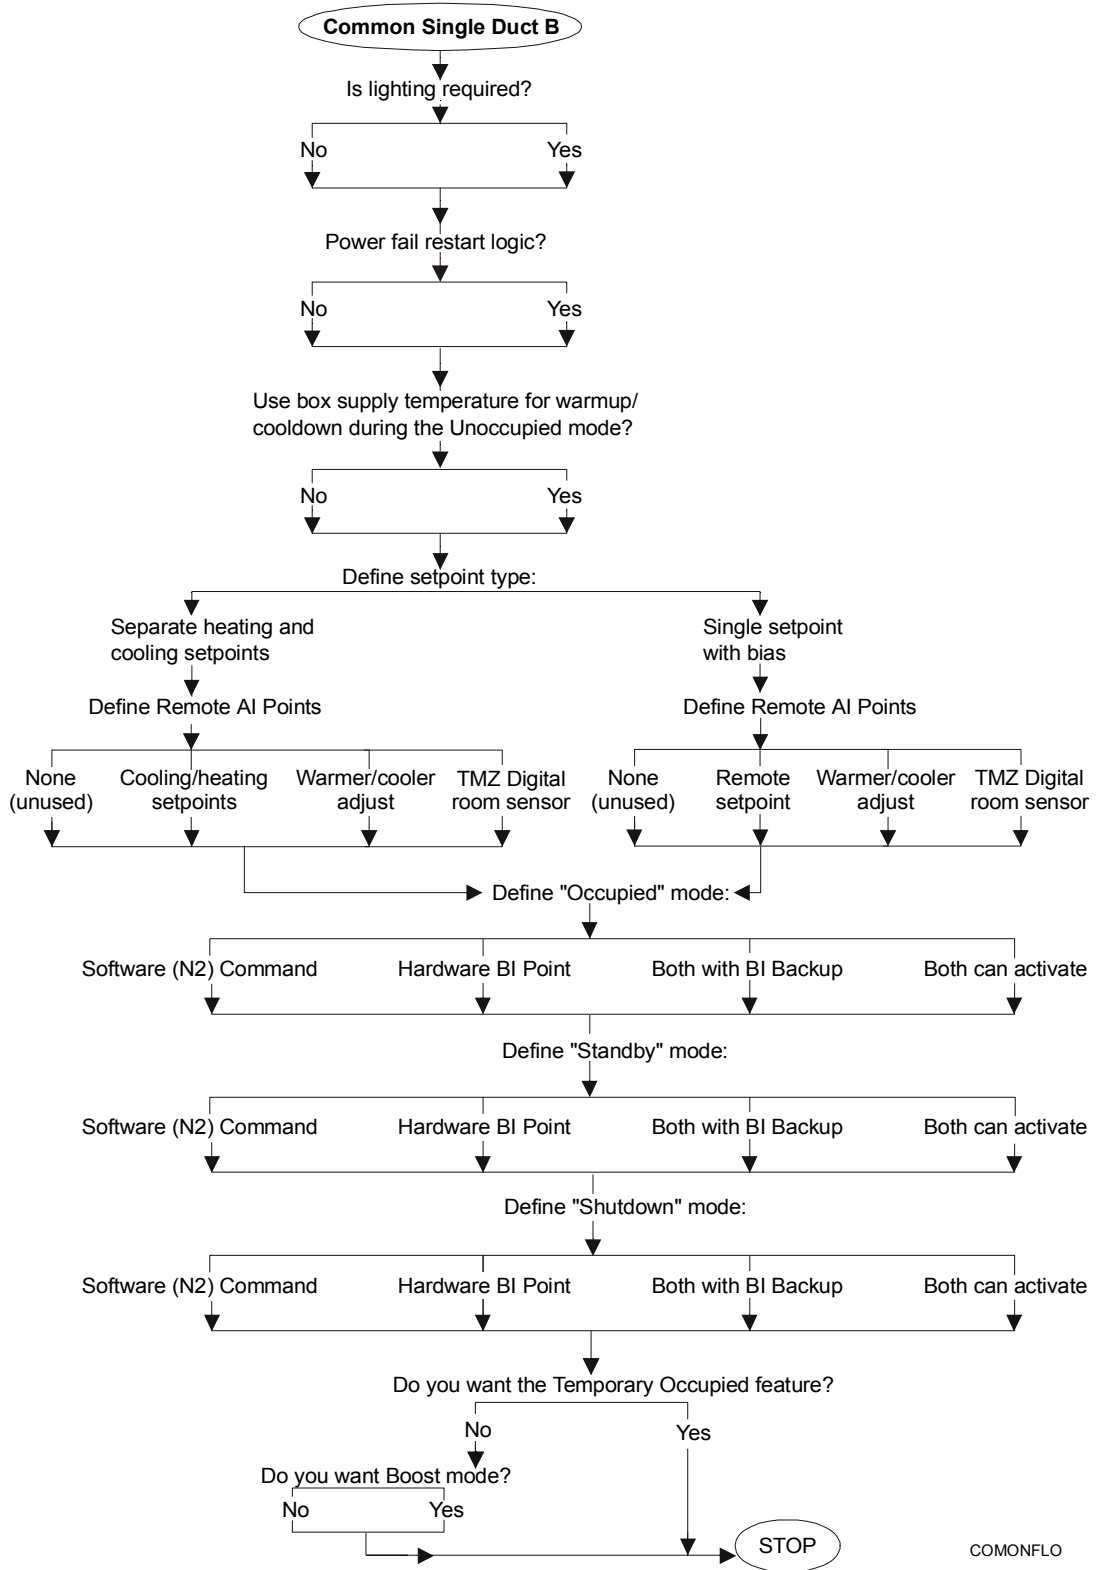 Common Single Duct B
Is lighting required?
No Yes
Power fail restart logic?
No Yes
Use box supply temperature for warmup/
cooldown during the Unoccupied mode?
No Yes
Define setpoint type:
Separate heating and
cooling setpoints
Single setpoint
with bias
Define Remote AI Points
Define Remote AI Points
None
(unused)
Cooling/heating
setpoints
Warmer/cooler
adjust
TMZ Digital
room sensor
None
(unused)
Remote
setpoint
Warmer/cooler
adjust
TMZ Digital
room sensor
Define "Occupied" mode:
Software (N2) Command Hardware BI Point Both with BI Backup Both can activate
Define "Standby" mode:
Software (N2) Command Hardware BI Point Both with BI Backup Both can activate
Define "Shutdown" mode:
Software (N2) Command Hardware BI Point Both with BI Backup Both can activate
Do you want the Temporary Occupied feature?
No Yes
Do you want Boost mode?
No Yes
STOP
COMONFLO